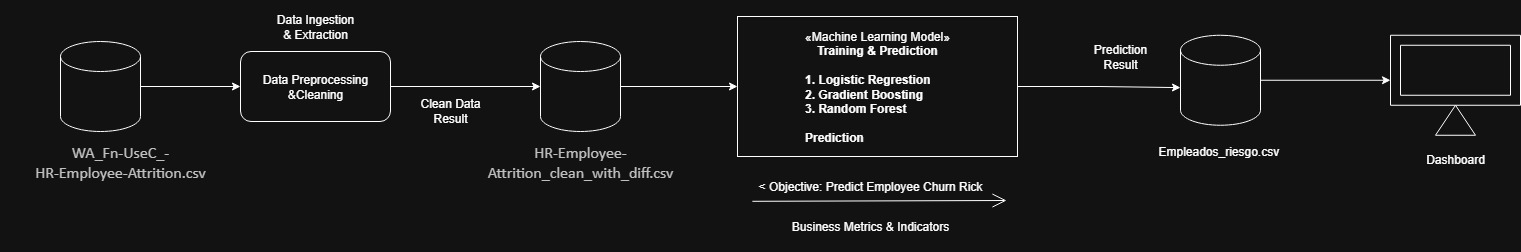 Data Ingestion
& Extraction
Data Preprocessing
&Cleaning
Clean Data
Result
WA_Fn-UseC_-
HR-Employee-Attrition.csv
HR-Employee-
Attrition_clean_with_diff.csv
«Machine Learning Model»
Training & Prediction
1. Logistic Regrestion
2. Gradient Boosting
3. Random Forest
Prediction
< Objective: Predict Employee Churn Rick
Business Metrics & Indicators
Prediction
Result
Empleados_riesgo.csv
Dashboard